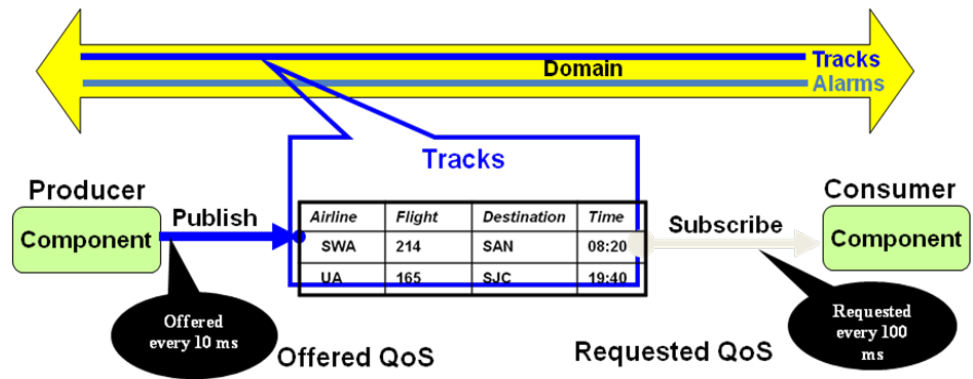 Domain
Tracks
Alarms
Tracks
Producer
Component
Publish
Airline Flight Destination Time
SWA 214 SAN 08:20
UA 165 SJC 19:40
Subscribe
Consumer
Component
Offered
every 10 ms
Offered QoS
Requested QoS
Requested
every 100
ms